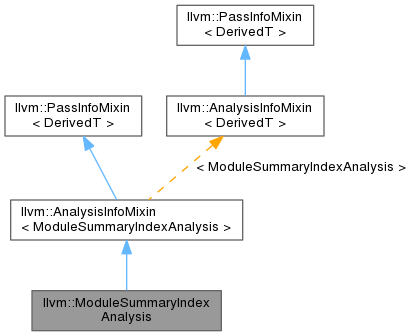 llvm::PassInfoMixin
< DerivedT >
llvm::PassInfoMixin
< DerivedT >
llvm::AnalysisInfoMixin
< DerivedT >
< ModuleSummaryIndexAnalysis >
llvm::AnalysisInfoMixin
< ModuleSummaryIndexAnalysis >
llvm::ModuleSummaryIndex
Analysis